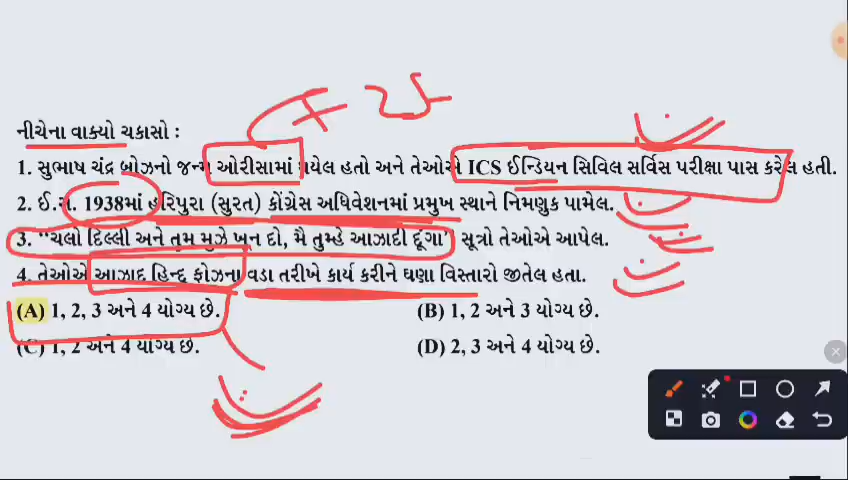 નીચેના વાક્યો ચકાસો :
1. સુભાષ ચંદ્ર બોઝનો જન્મ ઓરીસામાં થયેલ હતો અને તેઓએ ICS ઈન્ડિયન સિવિલ સર્વિસ પરીક્ષા પાસ કરેલ હતી.
2. ઈ.સ. 1938માં હરિપુરા (સુરત) કોંગ્રેસ અધિવેશનમાં પ્રમુખ સ્થાને નિમણુક પામેલ.
3. “ચલો દિલ્લી અને તુમ મુઝે ખૂન દો, મૈ તુમ્હે આઝાદી દૂંગા” સૂત્રો તેઓએ આપેલ.
4. તેઓએ આઝાદ હિન્દ ફોઝના વડા તરીખે કાર્ય કરીને ઘણા વિસ્તારો જીતેલ હતા.
(A) 1, 2, 3 અને 4 યોગ્ય છે. (B) 1, 2 અને 3 યોગ્ય છે.
(C) 1, 2 અને 4 યોગ્ય છે. (D) 2, 3 અને 4 યોગ્ય છે.